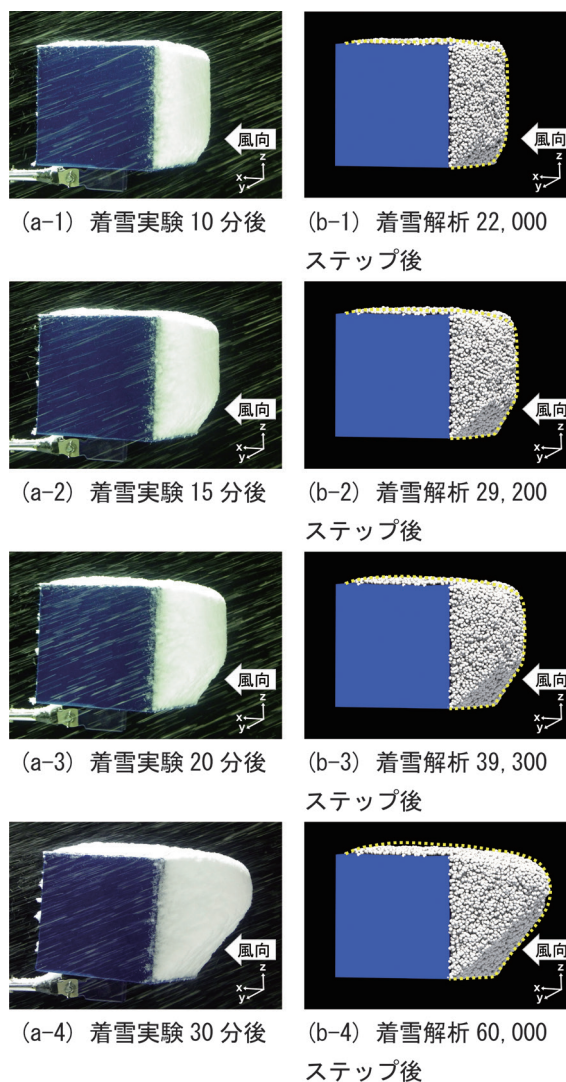 風向
z
x
y
風向
z
x
y
(a-1) 着雪実験 10 分後
(b-1) 着雪解析 22,000
ステップ後
風向
z
x
y
風向
z
x
y
(a-2) 着雪実験 15 分後
(b-2) 着雪解析 29,200
ステップ後
風向
z
x
y
風向
z
x
y
(a-3) 着雪実験 20 分後
(b-3) 着雪解析 39,300
ステップ後
風向
z
x
y
風向
z
x
y
(a-4) 着雪実験 30 分後
(b-4) 着雪解析 60,000
ステップ後